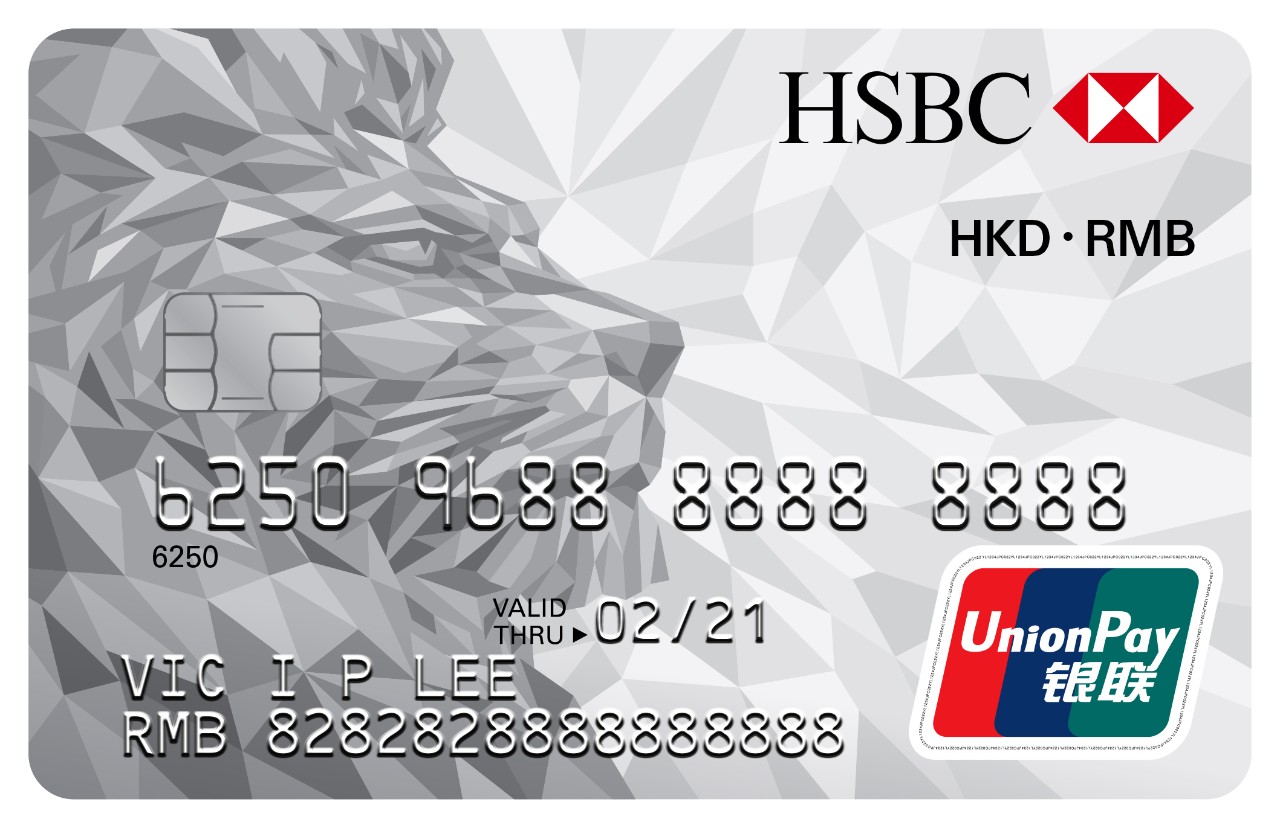 HSBC
HKD · RMB
6250 9688 8888 8888
6250
VALID
THRU ▶ 02/21
VIC I P LEE
RMB 8282828888888888
UnionPay
银联